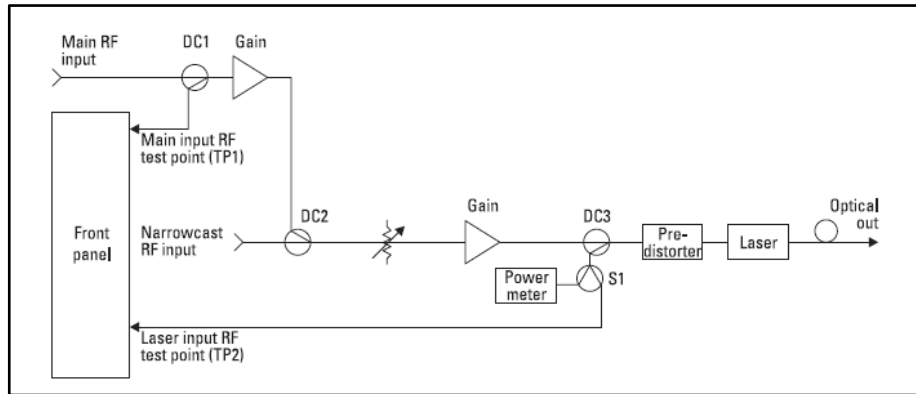 Main RF
input
DC1
Gain
Main input RF
test point (TP1)
Front
panel
Narrowcast
RF input
DC2
Gain
DC3
Pre-
distorter
Laser
Optical
out
Power
meter
S1
Laser input RF
test point (TP2)